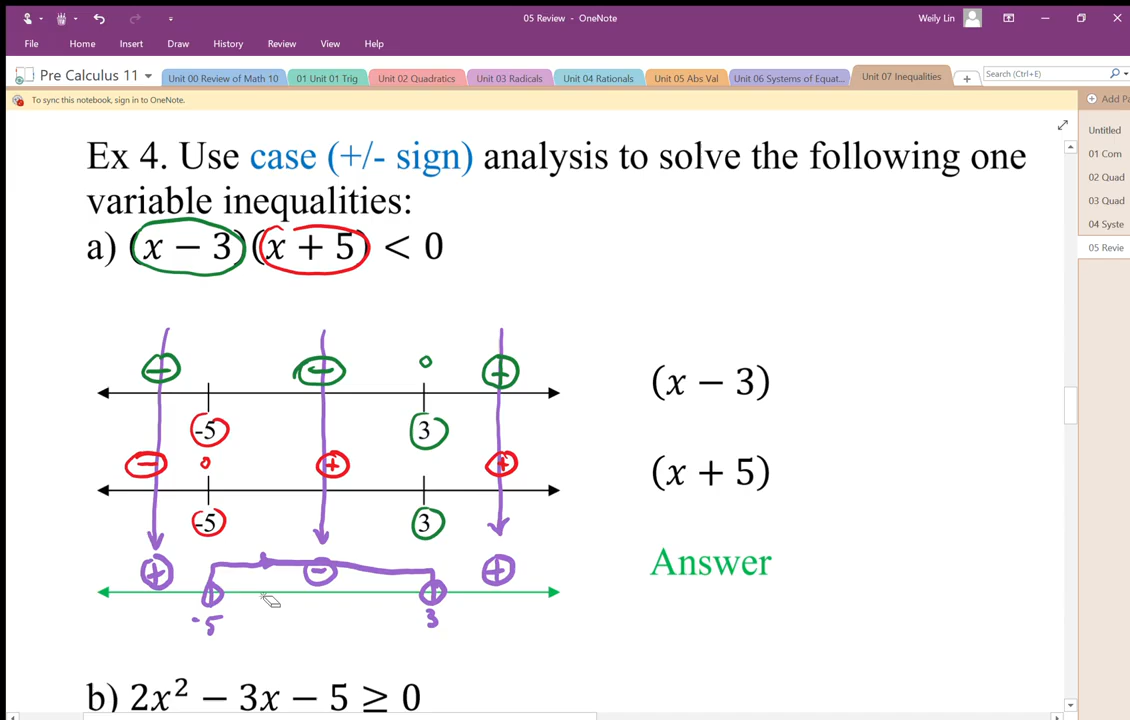 05 Review - OneNote
Weily Lin
File Home Insert Draw History Review View Help
Pre Calculus 11
Unit 00 Review of Math 10
01 Unit 01 Trig
Unit 02 Quadratics
Unit 03 Radicals
Unit 04 Rationals
Unit 05 Abs Val
Unit 06 Systems of Equat...
Unit 07 Inequalities
Search (Ctrl+E)
To sync this notebook, sign in to OneNote.
Add Pa
Untitled
01 Com
02 Quad
03 Quad
04 Syste
05 Revie
Ex 4. Use case (+/- sign) analysis to solve the following one
variable inequalities:
a) (x − 3)(x + 5) < 0
− − 0 +
-5 3
(x − 3)
− 0 + +
-5 3
(x + 5)
+ − +
-5 3
Answer
b) 2x² − 3x − 5 ≥ 0